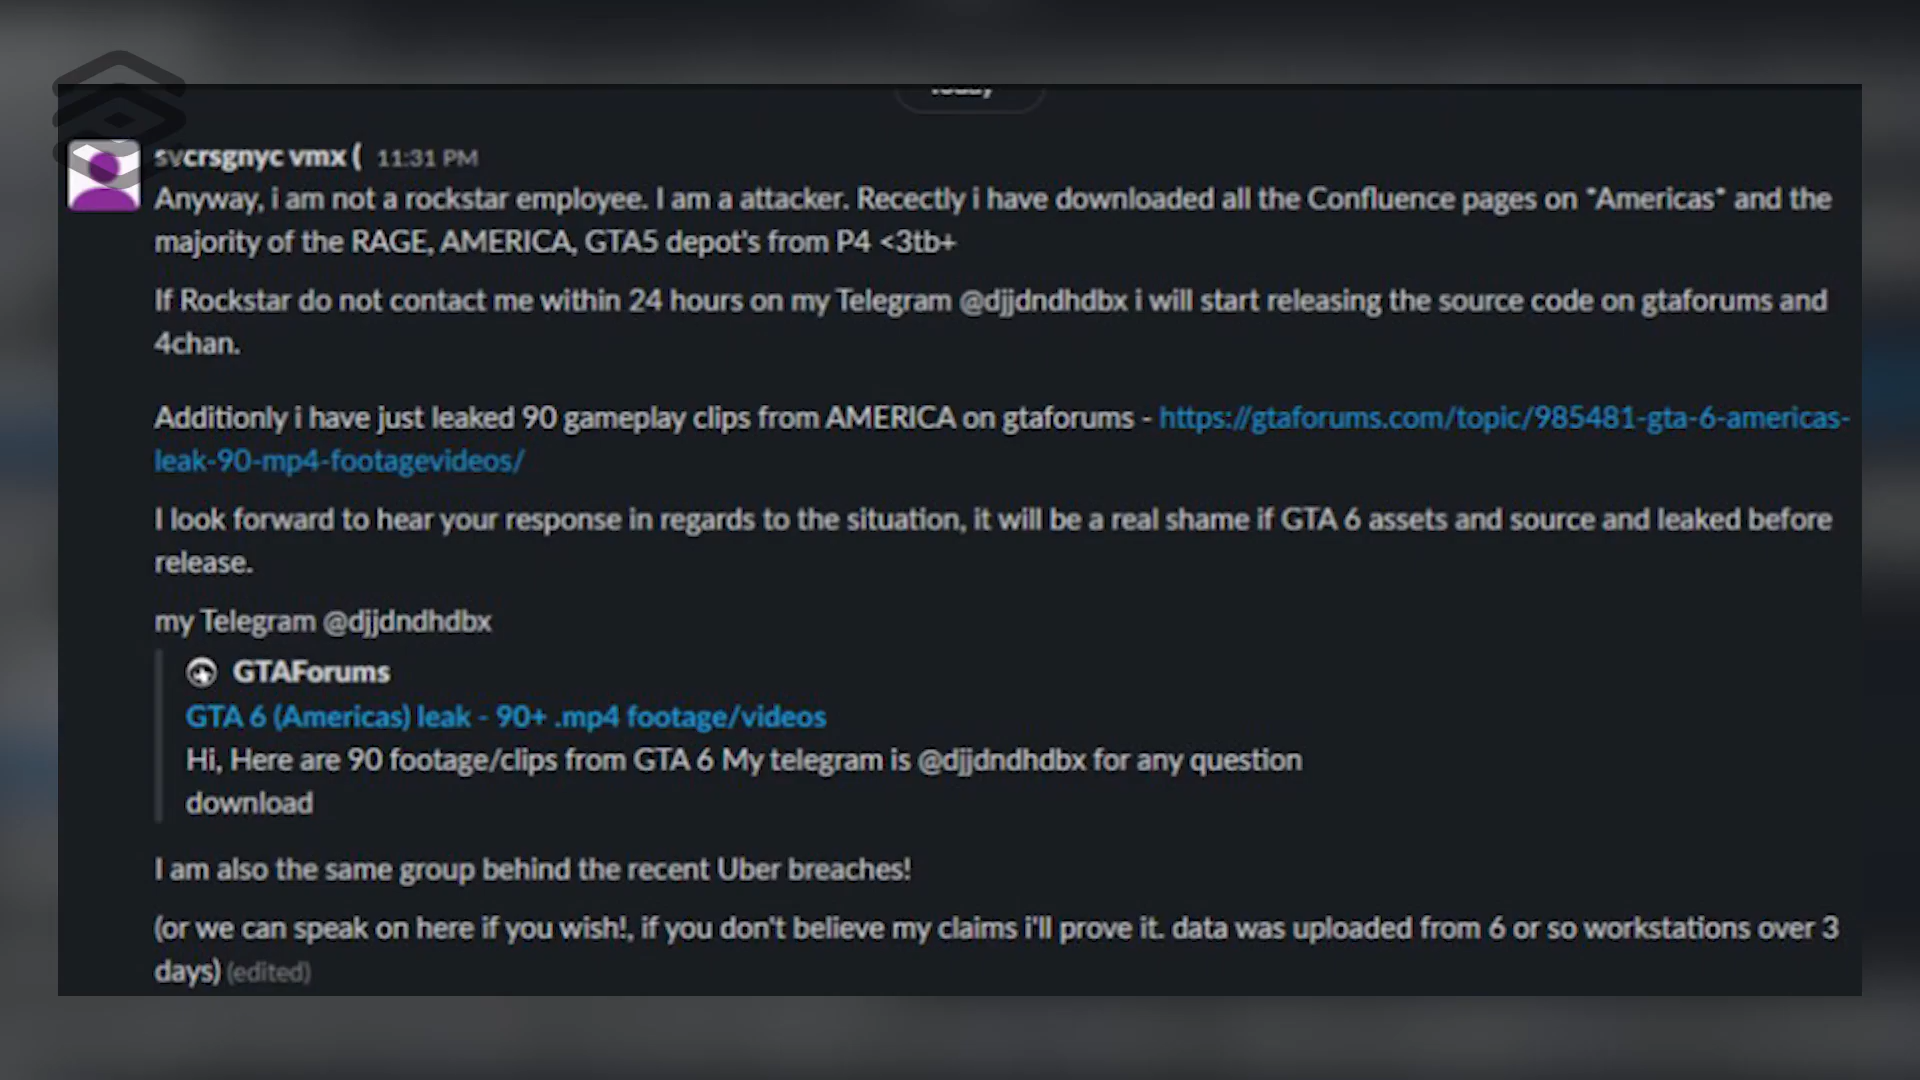 Today
svcrsgnyc vmx ( 11:31 PM
Anyway, i am not a rockstar employee. I am a attacker. Recently i have downloaded all the Confluence pages on *Americas* and the
majority of the RAGE, AMERICA, GTA5 depot's from P4 <3tb+
If Rockstar do not contact me within 24 hours on my Telegram @djjdndhdbx i will start releasing the source code on gtaforums and
4chan.
Additionly i have just leaked 90 gameplay clips from AMERICA on gtaforums - https://gtaforums.com/topic/985481-gta-6-americas-
leak-90-mp4-footagevideos/
I look forward to hear your response in regards to the situation, it will be a real shame if GTA 6 assets and source and leaked before
release.
my Telegram @djjdndhdbx
GTAForums
GTA 6 (Americas) leak - 90+ .mp4 footage/videos
Hi, Here are 90 footage/clips from GTA 6 My telegram is @djjdndhdbx for any question
download
I am also the same group behind the recent Uber breaches!
(or we can speak on here if you wish!, if you don't believe my claims i'll prove it. data was uploaded from 6 or so workstations over 3
days) (edited)